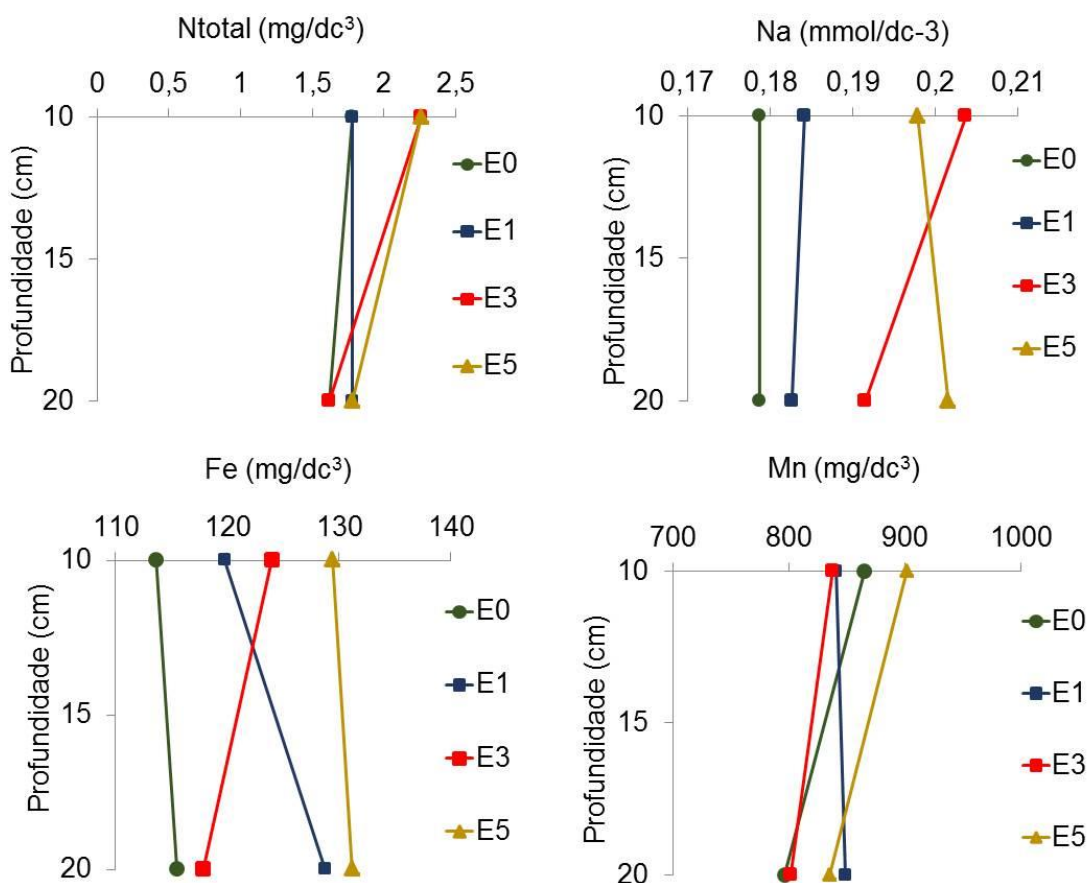 Ntotal (mg/dc³)
0 0,5 1 1,5 2 2,5
10
15
20
Profundidade (cm)
E0
E1
E3
E5
Na (mmol/dc-3)
0,17 0,18 0,19 0,2 0,21
10
15
20
Profundidade (cm)
E0
E1
E3
E5
Fe (mg/dc³)
110 120 130 140
10
15
20
Profundidade (cm)
E0
E1
E3
E5
Mn (mg/dc³)
700 800 900 1000
10
15
20
Profundidade (cm)
E0
E1
E3
E5